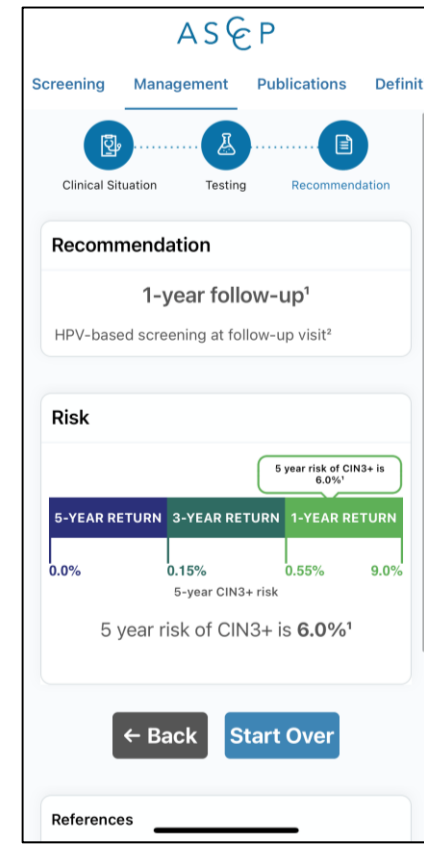 ASCCP
Screening Management Publications Definit
Clinical Situation Testing Recommendation
Recommendation
1-year follow-up¹
HPV-based screening at follow-up visit²
Risk
5 year risk of CIN3+ is
6.0%¹
5-YEAR RETURN 3-YEAR RETURN 1-YEAR RETURN
0.0% 0.15% 0.55% 9.0%
5-year CIN3+ risk
5 year risk of CIN3+ is 6.0%¹
← Back Start Over
References